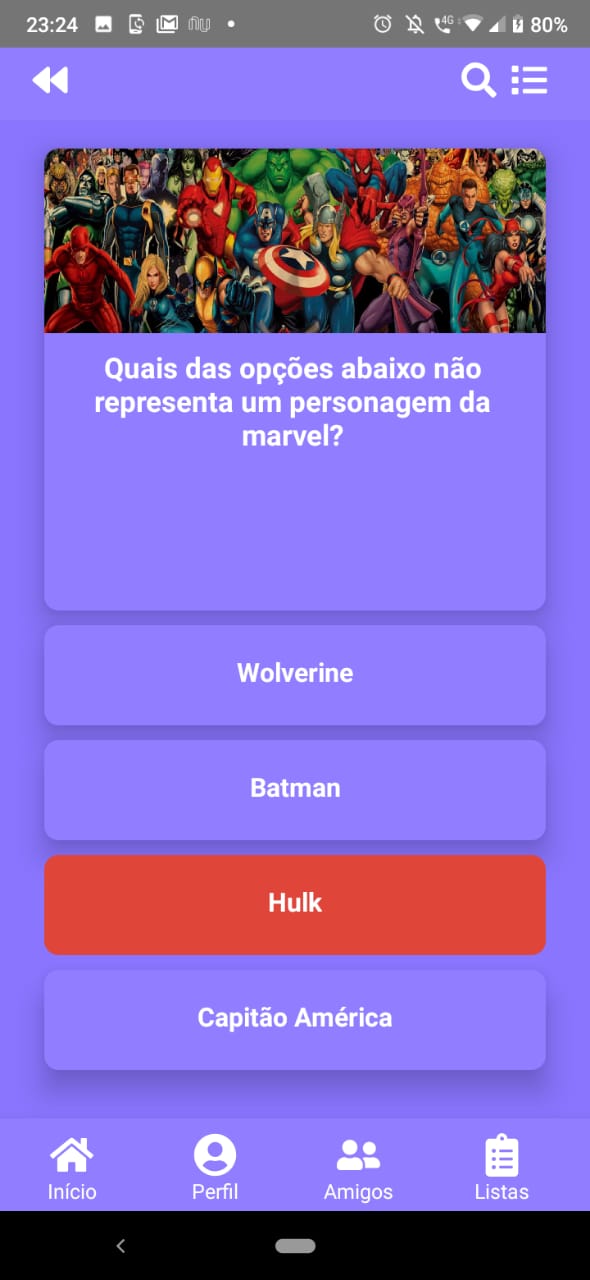 23:24
4G
80%
Quais das opções abaixo não
representa um personagem da
marvel?
Wolverine
Batman
Hulk
Capitão América
Início
Perfil
Amigos
Listas